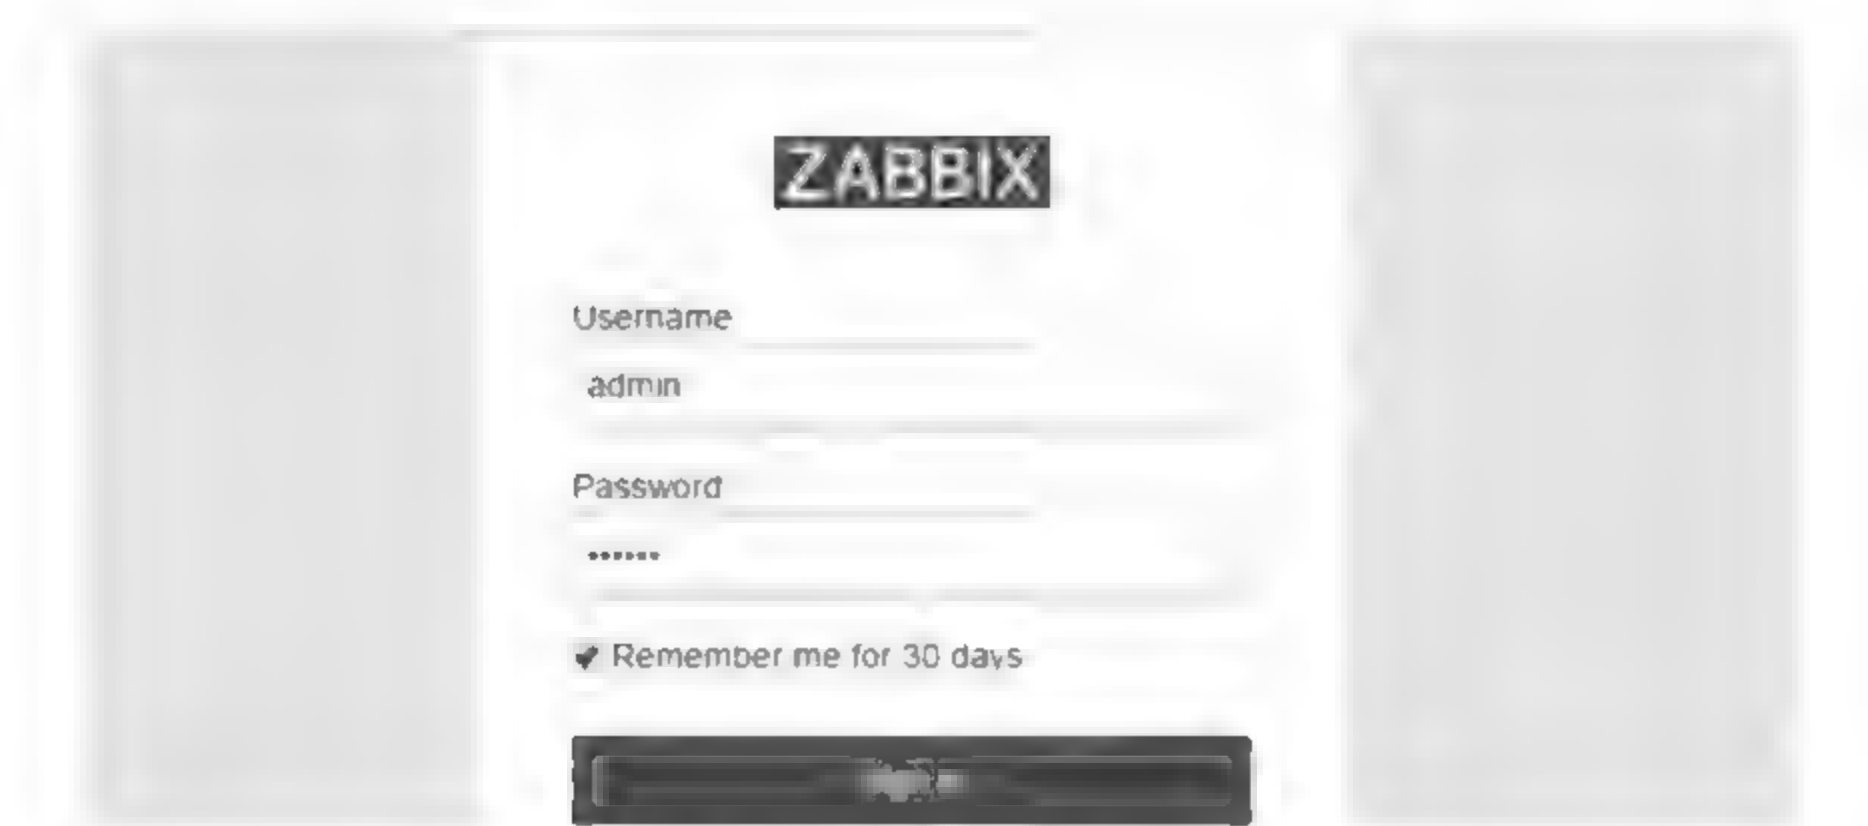 ZABBIX
Username
admin
Password
••••••
Remember me for 30 days